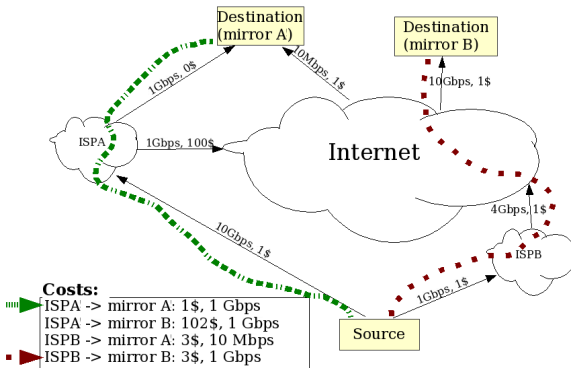 Destination
(mirror A)
Destination
(mirror B)
10Mbps, 1$
10Gbps, 1$
1Gbps, 0$
ISPA
1Gbps, 100$
Internet
4Gbps, 1$
10Gbps, 1$
ISPB
1Gbps, 1$
Source
Costs:
ISPA -> mirror A: 1$, 1 Gbps
ISPA -> mirror B: 102$, 1 Gbps
ISPB -> mirror A: 3$, 10 Mbps
ISPB -> mirror B: 3$, 1 Gbps